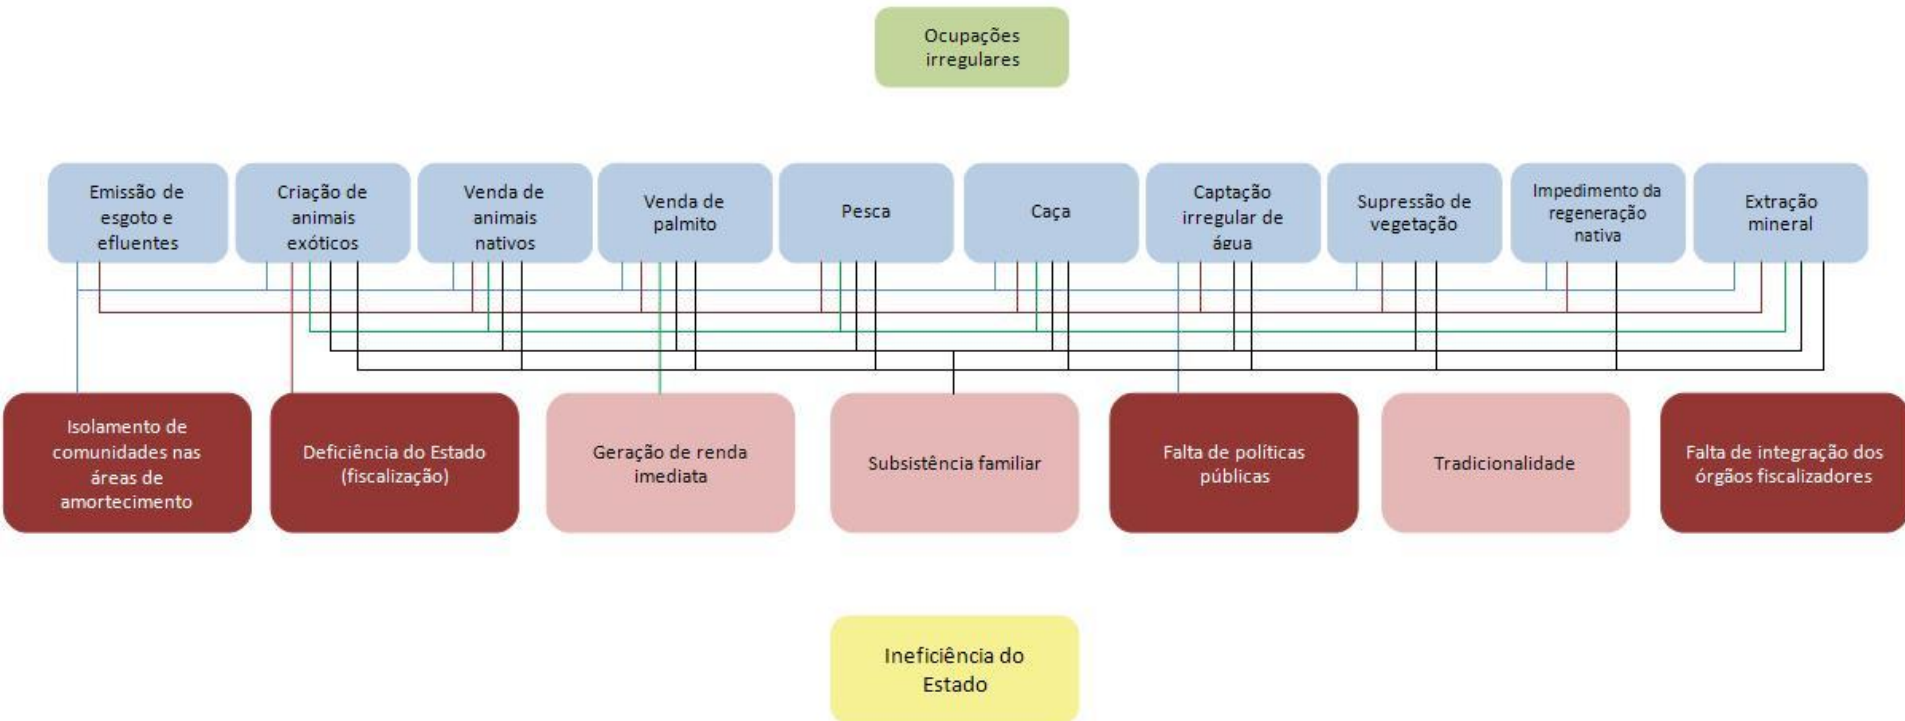 Ocupações
irregulares
Emissão de
esgoto e
efluentes
Criação de
animais
exóticos
Venda de
animais
nativos
Venda de
palmito
Pesca
Caça
Captação
irregular de
água
Supressão de
vegetação
Impedimento da
regeneração
nativa
Extração
mineral
Isolamento de
comunidades nas
áreas de
amortecimento
Deficiência do Estado
(fiscalização)
Geração de renda
imediata
Subsistência familiar
Falta de políticas
públicas
Tradicionalidade
Falta de integração dos
órgãos fiscalizadores
Ineficiência do
Estado